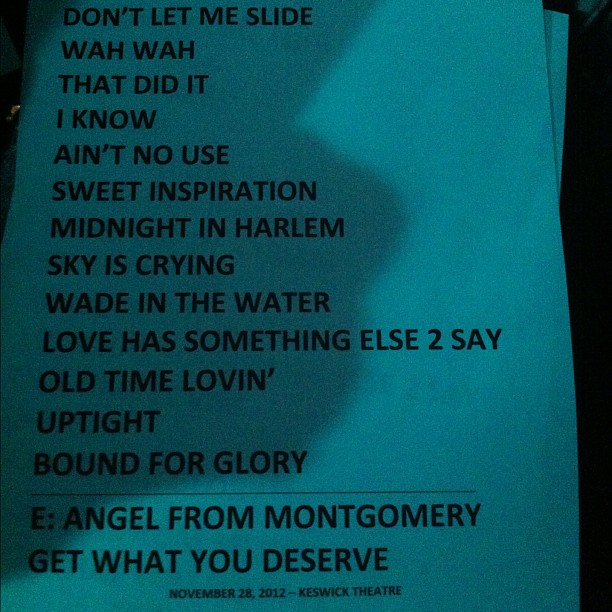 DON'T LET ME SLIDE
WAH WAH
THAT DID IT
I KNOW
AIN'T NO USE
SWEET INSPIRATION
MIDNIGHT IN HARLEM
SKY IS CRYING
WADE IN THE WATER
LOVE HAS SOMETHING ELSE 2 SAY
OLD TIME LOVIN'
UPTIGHT
BOUND FOR GLORY
E: ANGEL FROM MONTGOMERY
GET WHAT YOU DESERVE
NOVEMBER 28, 2012 – KESWICK THEATRE